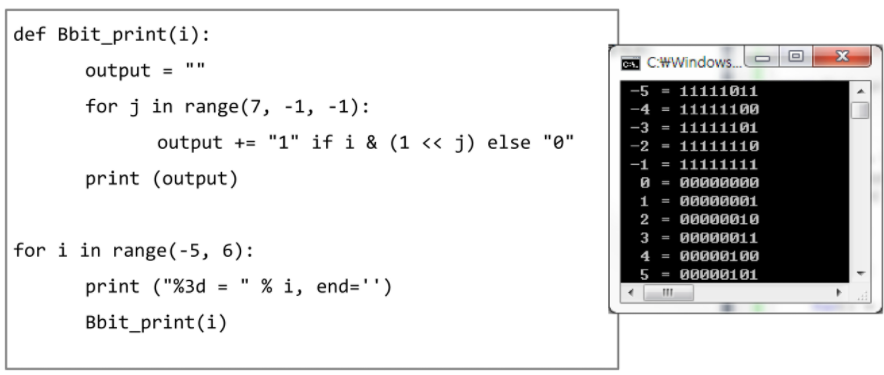 def Bbit_print(i):
output = ""
for j in range(7, -1, -1):
output += "1" if i & (1 << j) else "0"
print (output)
for i in range(-5, 6):
print ("%3d = " % i, end='')
Bbit_print(i)
C:\. C:₩Windows...
-5 = 11111011
-4 = 11111100
-3 = 11111101
-2 = 11111110
-1 = 11111111
0 = 00000000
1 = 00000001
2 = 00000010
3 = 00000011
4 = 00000100
5 = 00000101